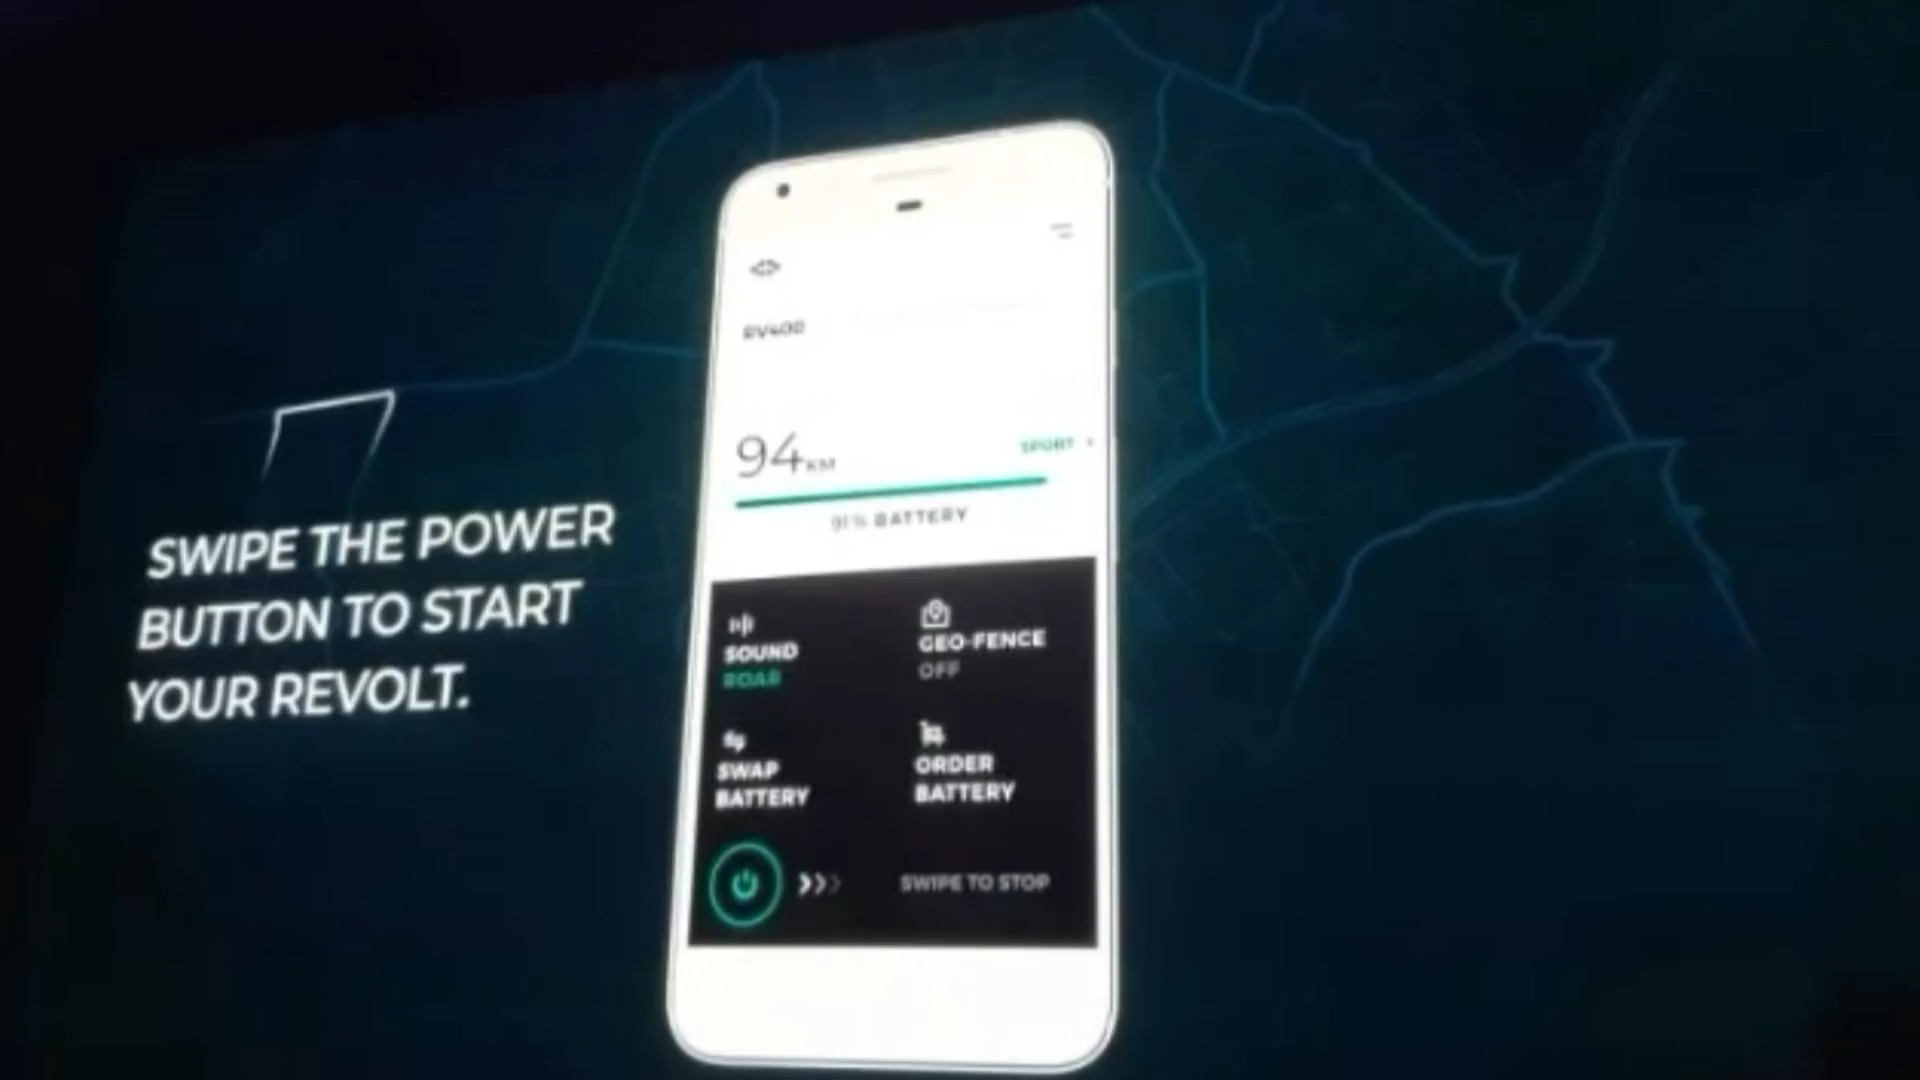 SWIPE THE POWER
BUTTON TO START
YOUR REVOLT.
RV400
94KM
SPORT
91% BATTERY
SOUND
ROAR
GEO-FENCE
OFF
SWAP
BATTERY
ORDER
BATTERY
SWIPE TO STOP